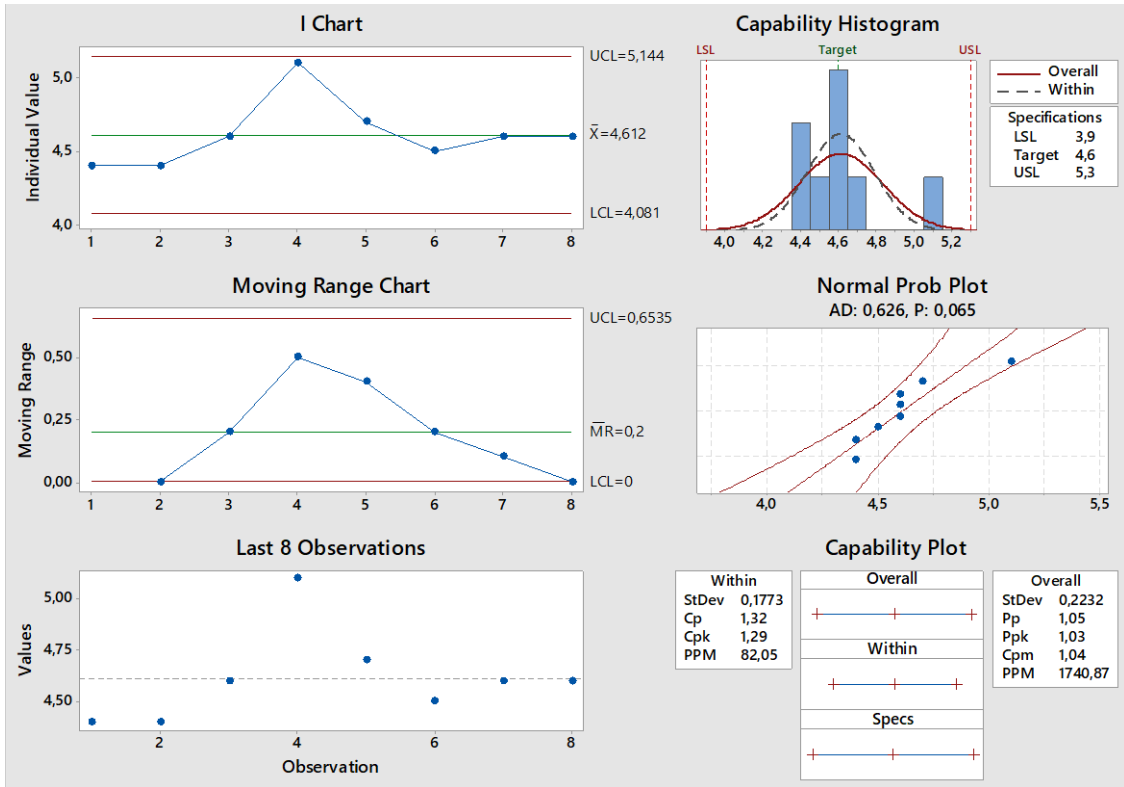 I Chart
Individual Value
5,0
4,5
4,0
UCL=5,144
X̄=4,612
LCL=4,081
1 2 3 4 5 6 7 8
Capability Histogram
LSL Target USL
4,0 4,2 4,4 4,6 4,8 5,0 5,2
Overall
Within
Specifications
LSL 3,9
Target 4,6
USL 5,3
Moving Range Chart
Moving Range
0,50
0,25
0,00
UCL=0,6535
M̅R̅=0,2
LCL=0
1 2 3 4 5 6 7 8
Normal Prob Plot
AD: 0,626, P: 0,065
4,0 4,5 5,0 5,5
Last 8 Observations
Values
5,00
4,75
4,50
2 4 6 8
Observation
Capability Plot
Within
StDev 0,1773
Cp 1,32
Cpk 1,29
PPM 82,05
Overall
Within
Specs
Overall
StDev 0,2232
Pp 1,05
Ppk 1,03
Cpm 1,04
PPM 1740,87